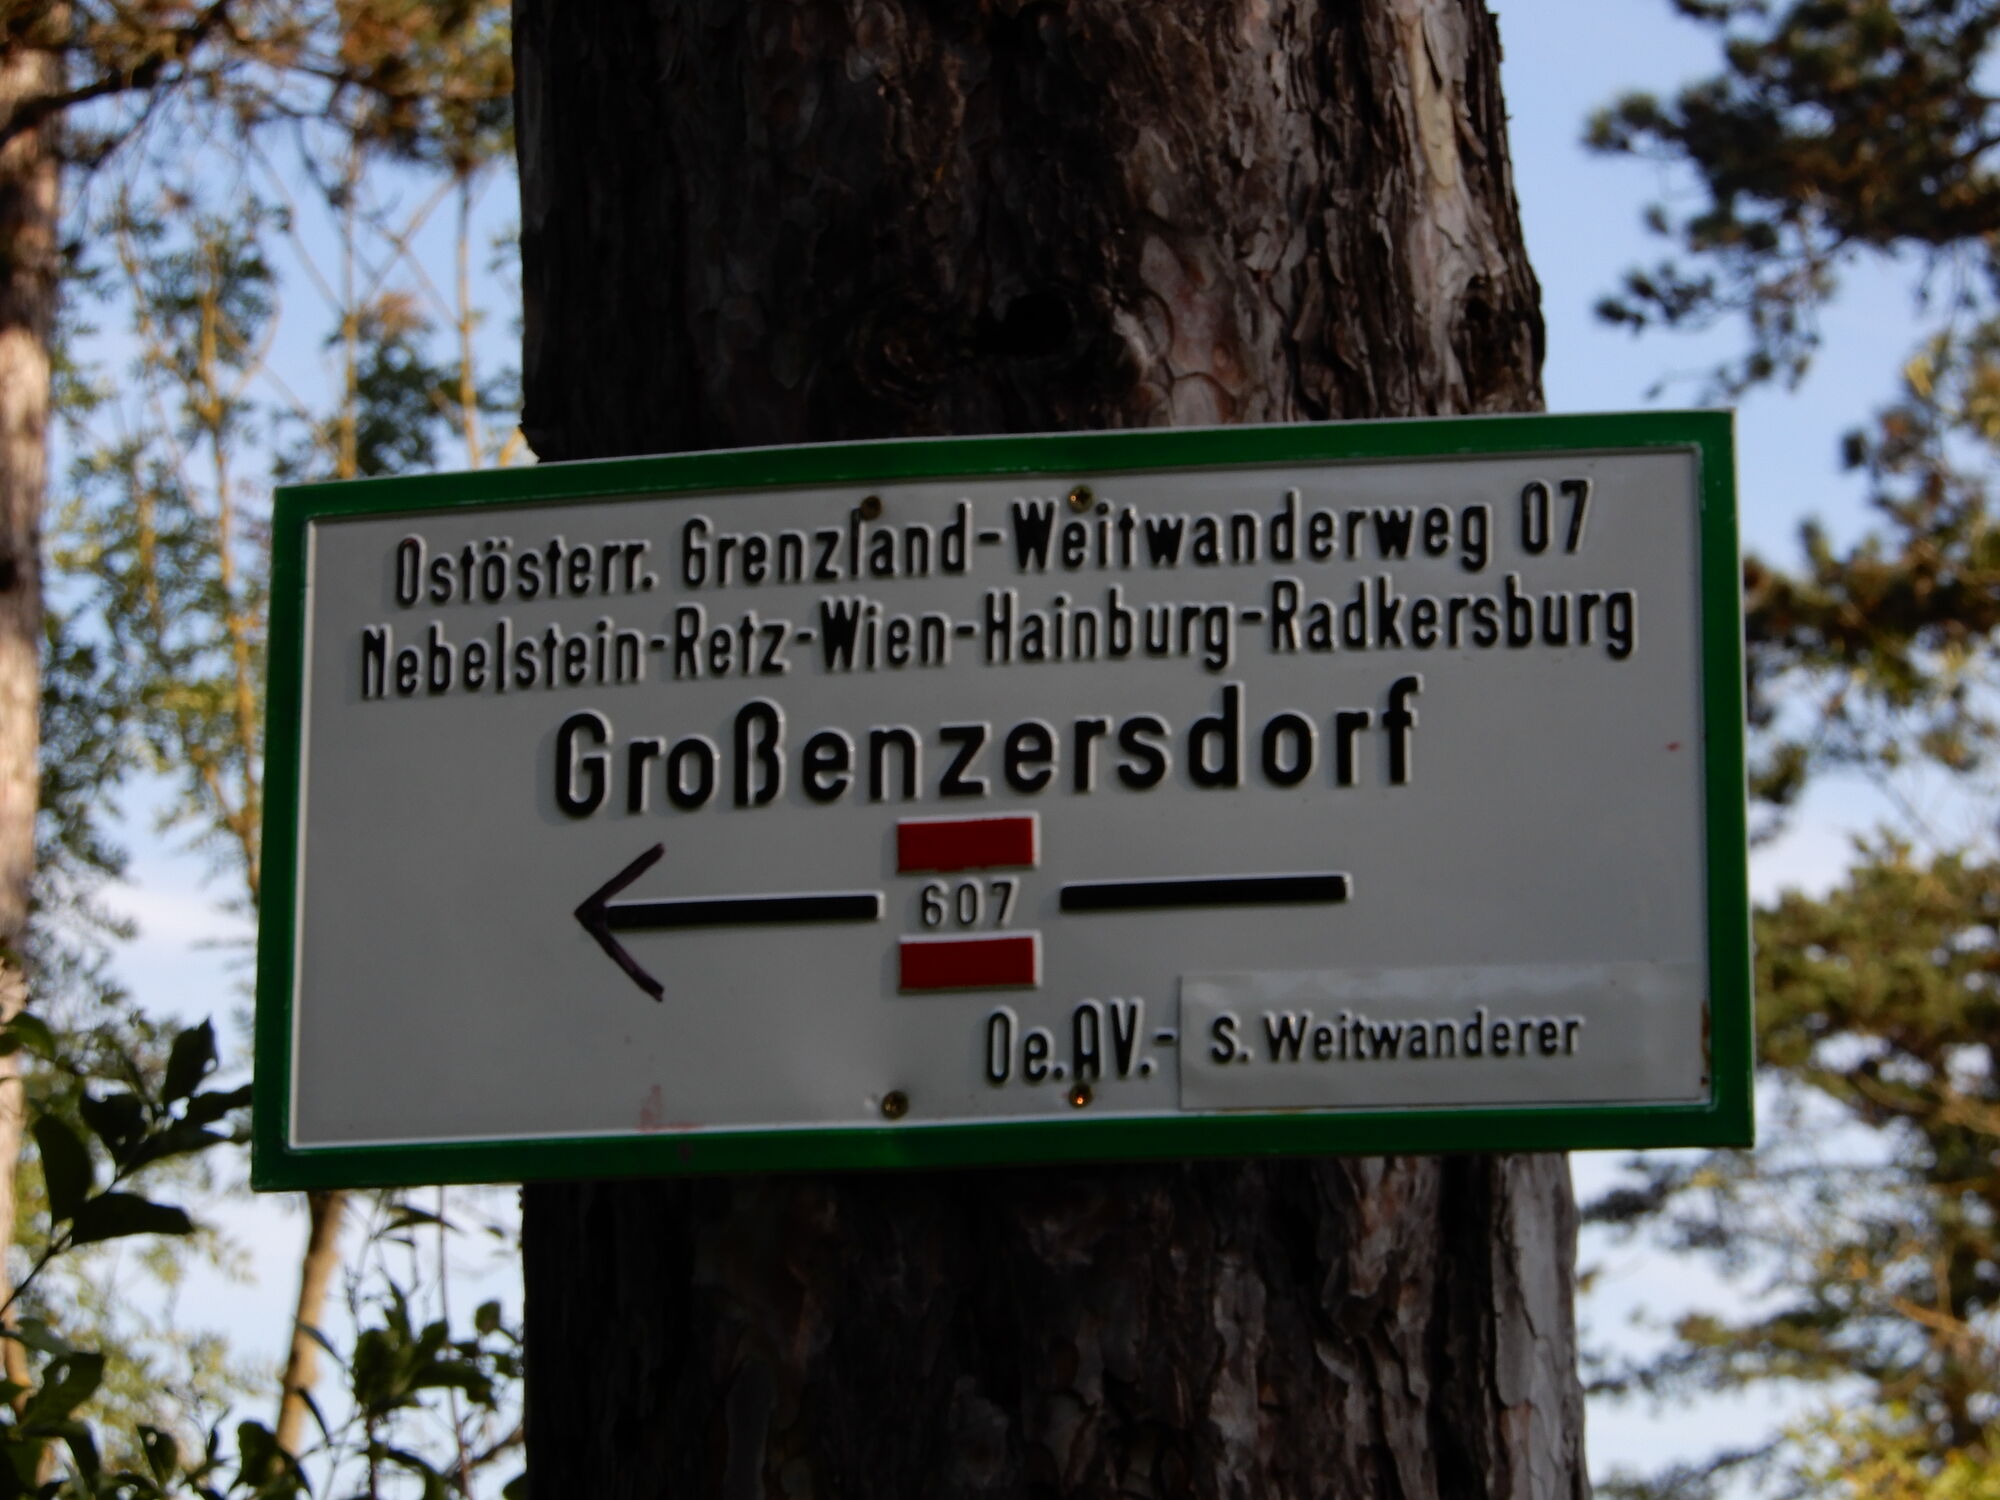 Ostösterr. Grenzland-Weitwanderweg 07
Nebelstein-Retz-Wien-Hainburg-Radkersburg
Großenzersdorf
607
Oe.AV.- S. Weitwanderer